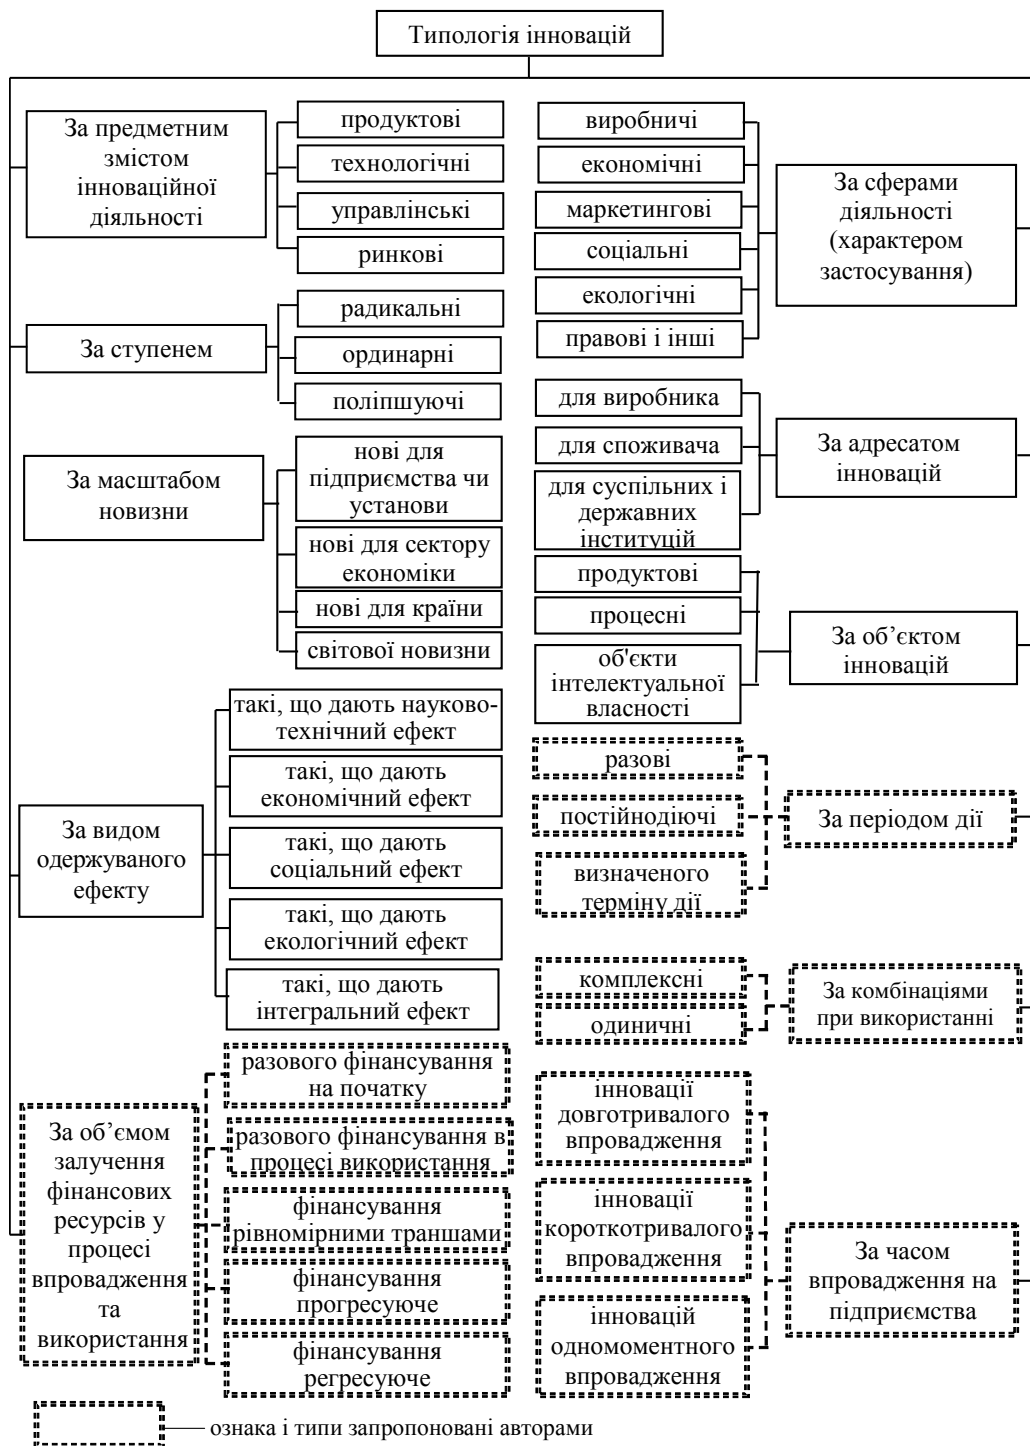 Типологія інновацій
За предметним
змістом
інноваційної
діяльності
продуктові
технологічні
управлінські
ринкові
За ступенем
радикальні
ординарні
поліпшуючі
За масштабом
новизни
нові для
підприємства чи
установи
нові для сектору
економіки
нові для країни
світової новизни
За видом
одержуваного
ефекту
такі, що дають науково-
технічний ефект
такі, що дають
економічний ефект
такі, що дають
соціальний ефект
такі, що дають
екологічний ефект
такі, що дають
інтегральний ефект
За об’ємом
залучення
фінансових
ресурсів у
процесі
впровадження
та
використання
разового фінансування
на початку
разового фінансування в
процесі використання
фінансування
рівномірними траншами
фінансування
прогресуюче
фінансування
регресуюче
виробничі
економічні
маркетингові
соціальні
екологічні
правові і інші
За сферами
діяльності
(характером
застосування)
для виробника
для споживача
для суспільних і
державних
інституцій
За адресатом
інновацій
продуктові
процесні
об'єкти
інтелектуальної
власності
За об’єктом
інновацій
разові
постійнодіючі
визначеного
терміну дії
За періодом дії
комплексні
одиничні
За комбінаціями
при використанні
інновації
довготривалого
впровадження
інновації
короткотривалого
впровадження
інновацій
одномоментного
впровадження
За часом
впровадження на
підприємства
ознака і типи запропоновані авторами